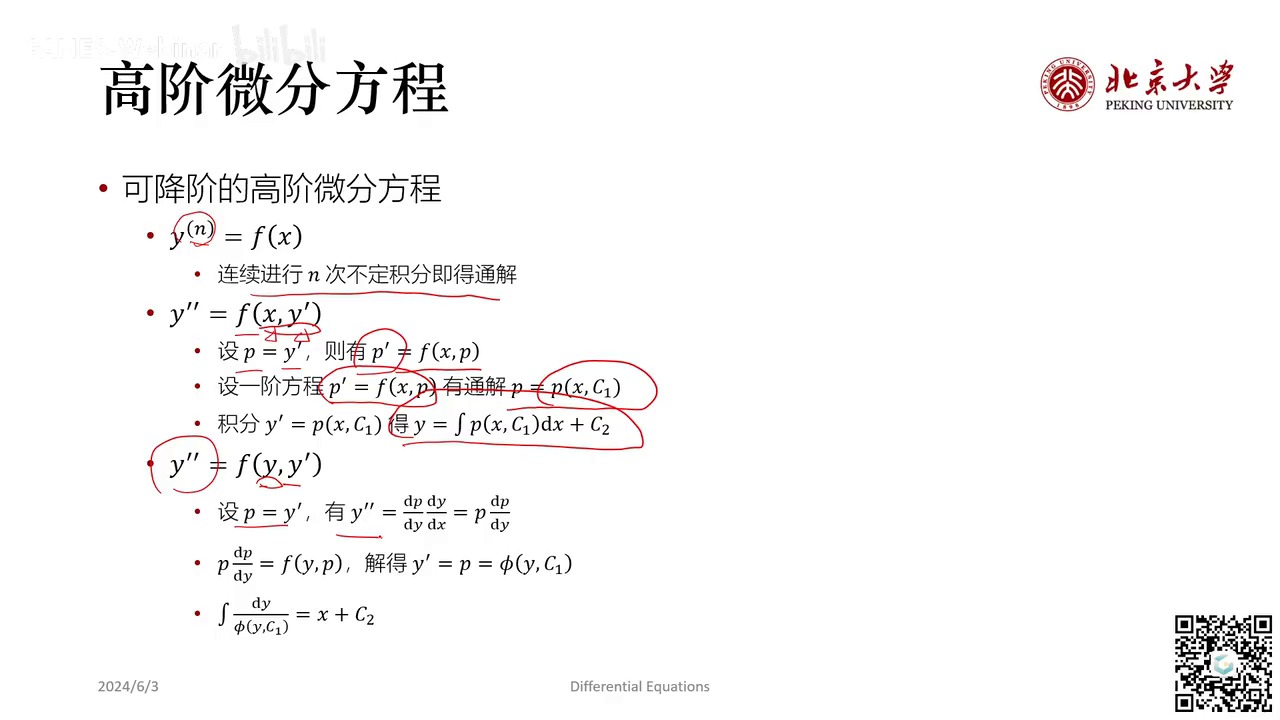 bilibili
高阶微分方程
北京大学
PEKING UNIVERSITY
• 可降阶的高阶微分方程
• y⁽ⁿ⁾ = f(x)
• 连续进行 n 次不定积分即得通解
• y′′ = f(x, y′)
• 设 p = y′，则有 p′ = f(x, p)
• 设一阶方程 p′ = f(x, p) 有通解 p = p(x, C₁)
• 积分 y′ = p(x, C₁) 得 y = ∫ p(x, C₁)dx + C₂
• y′′ = f(y, y′)
• 设 p = y′，有 y′′ = dp/dy dy/dx = p dp/dy
• p dp/dy = f(y, p)，解得 y′ = p = ϕ(y, C₁)
• ∫ dy/ϕ(y,C₁) = x + C₂
2024/6/3
Differential Equations